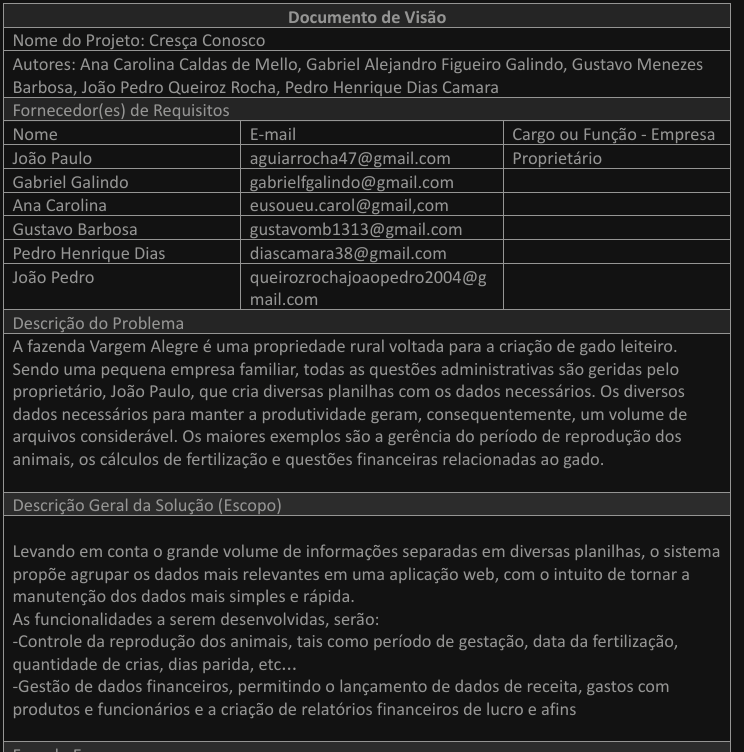 Documento de Visão
Nome do Projeto: Cresça Conosco
Autores: Ana Carolina Caldas de Mello, Gabriel Alejandro Figueiro Galindo, Gustavo Menezes
Barbosa, João Pedro Queiroz Rocha, Pedro Henrique Dias Camara
Fornecedor(es) de Requisitos
Nome E-mail Cargo ou Função - Empresa
João Paulo aguiarrocha47@gmail.com Proprietário
Gabriel Galindo gabrielfgalindo@gmail.com
Ana Carolina eusoueu.carol@gmail,com
Gustavo Barbosa gustavomb1313@gmail.com
Pedro Henrique Dias diascamara38@gmail.com
João Pedro queirozrochajoaopedro2004@g
mail.com
Descrição do Problema
A fazenda Vargem Alegre é uma propriedade rural voltada para a criação de gado leiteiro.
Sendo uma pequena empresa familiar, todas as questões administrativas são geridas pelo
proprietário, João Paulo, que cria diversas planilhas com os dados necessários. Os diversos
dados necessários para manter a produtividade geram, consequentemente, um volume de
arquivos considerável. Os maiores exemplos são a gerência do período de reprodução dos
animais, os cálculos de fertilização e questões financeiras relacionadas ao gado.
Descrição Geral da Solução (Escopo)
Levando em conta o grande volume de informações separadas em diversas planilhas, o sistema
propõe agrupar os dados mais relevantes em uma aplicação web, com o intuito de tornar a
manutenção dos dados mais simples e rápida.
As funcionalidades a serem desenvolvidas, serão:
-Controle da reprodução dos animais, tais como período de gestação, data da fertilização,
quantidade de crias, dias parida, etc...
-Gestão de dados financeiros, permitindo o lançamento de dados de receita, gastos com
produtos e funcionários e a criação de relatórios financeiros de lucro e afins